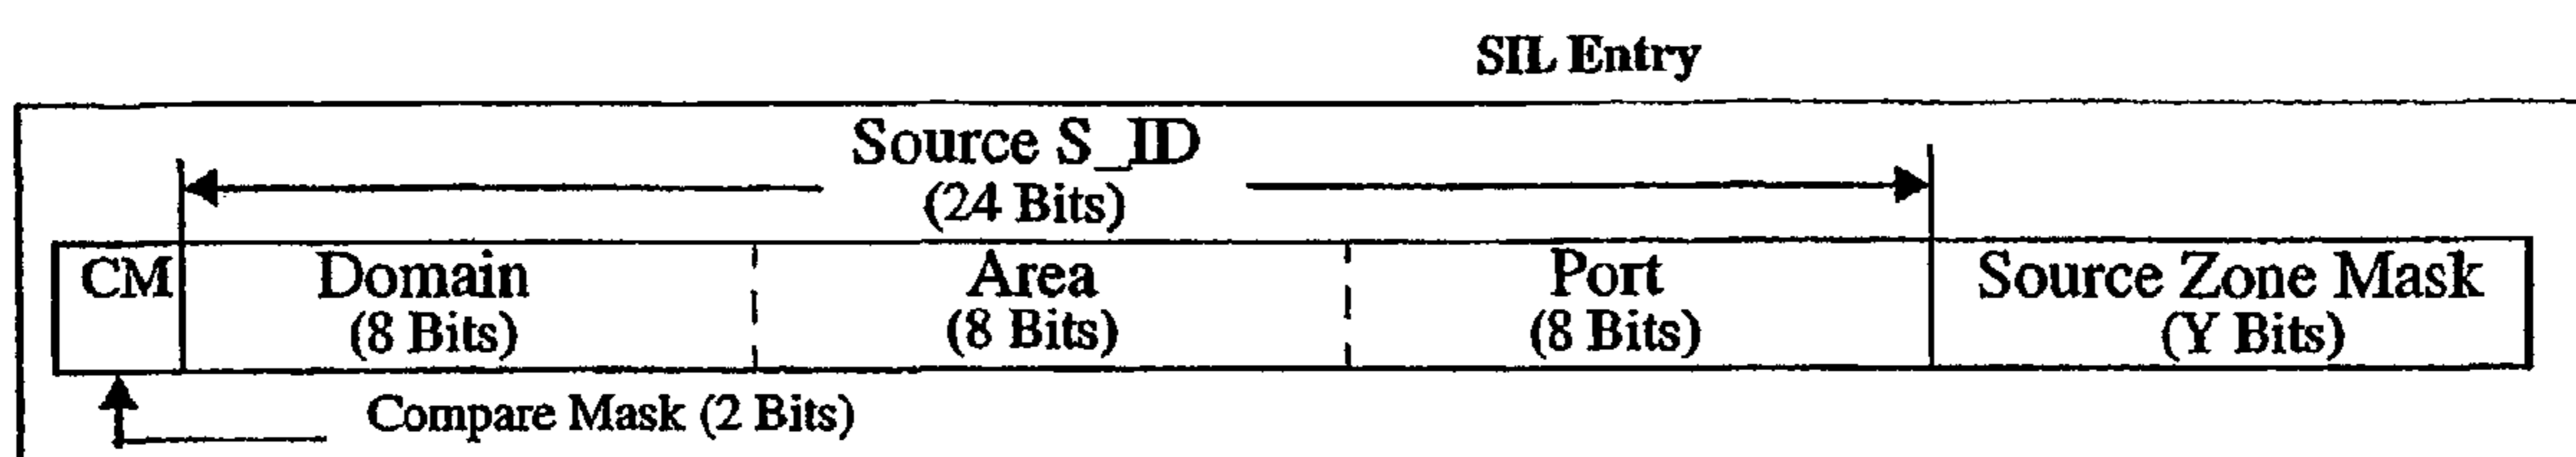 SIL Entry
Source S_ID
(24 Bits)
CM
Domain
(8 Bits)
Area
(8 Bits)
Port
(8 Bits)
Source Zone Mask
(Y Bits)
Compare Mask (2 Bits)